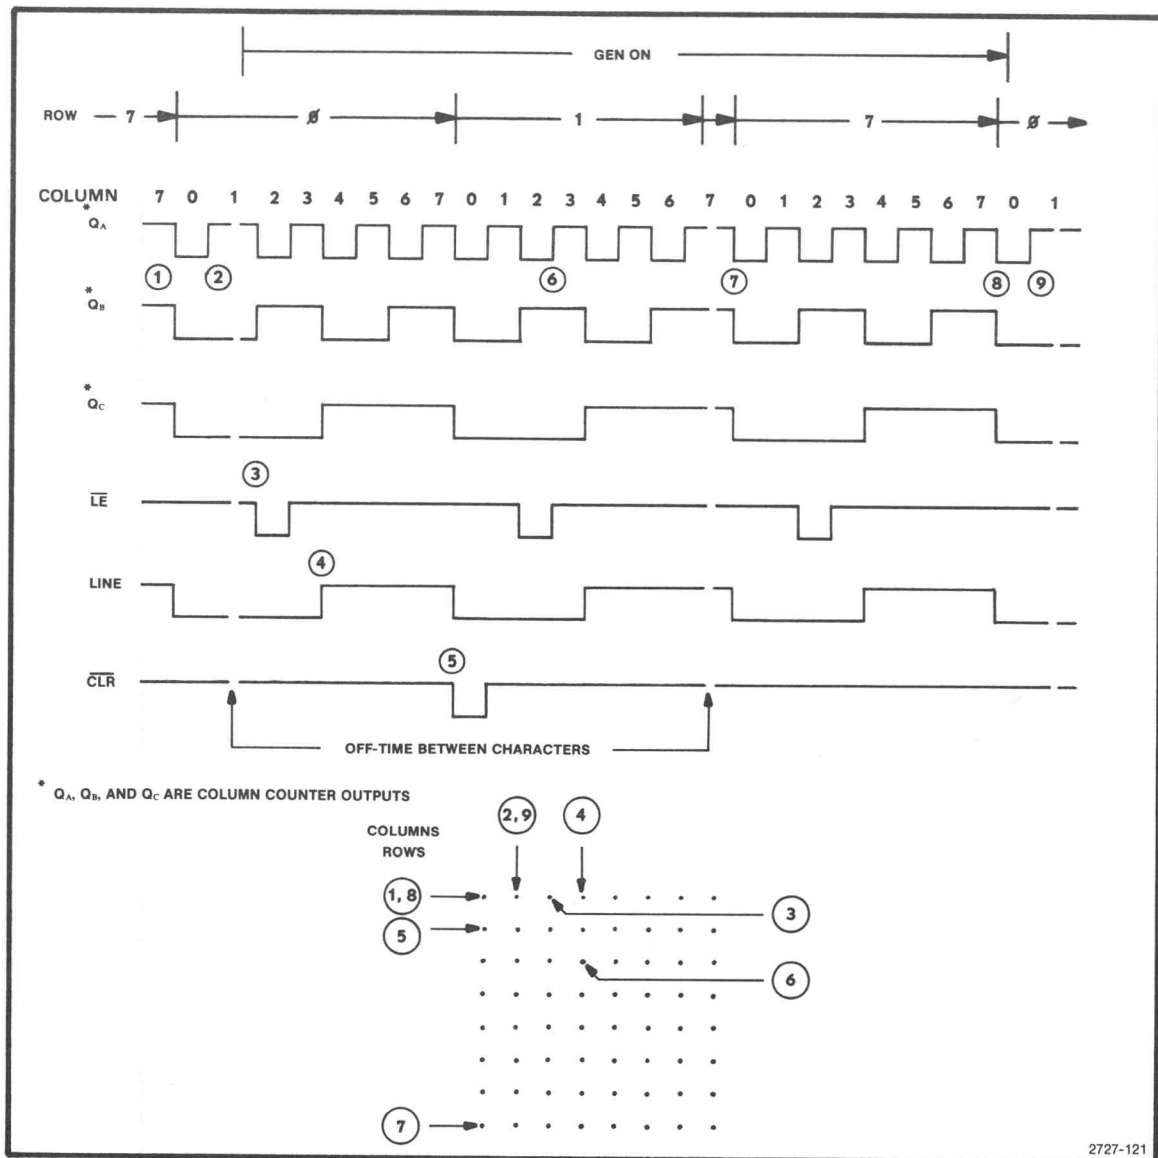 GEN ON
ROW 7 Ø 1 7 Ø
COLUMN 7 0 1 2 3 4 5 6 7 0 1 2 3 4 5 6 7 0 1 2 3 4 5 6 7 0 1
* QA
① ② ⑥ ⑦ ⑧ ⑨
* QB
* QC
③
LE
④
LINE
⑤
CLR
OFF-TIME BETWEEN CHARACTERS
* QA, QB, AND QC ARE COLUMN COUNTER OUTPUTS
2, 9 4
COLUMNS
ROWS
1, 8
3
5
6
7
2727-121